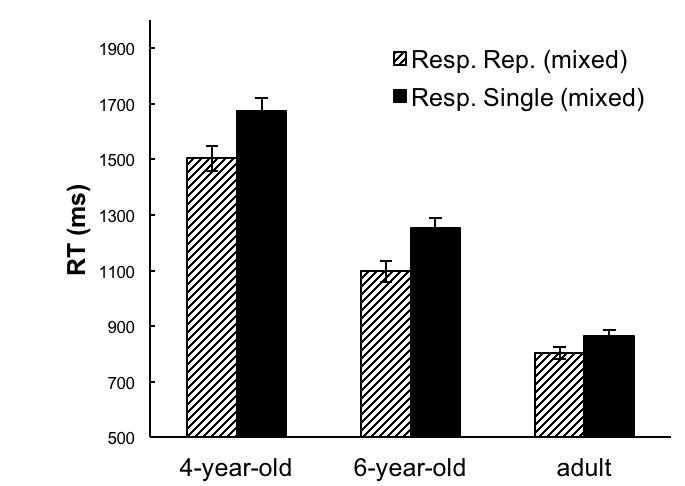 1900
Resp. Rep. (mixed)
Resp. Single (mixed)
1700
1500
1300
RT (ms)
1100
900
700
500
4-year-old 6-year-old adult